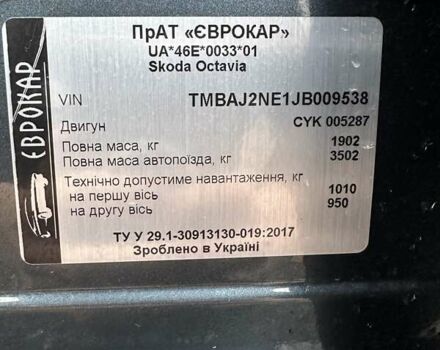 ЄВРОКАР
ПрАТ «ЄВРОКАР»
UA*46E*0033*01
Skoda Octavia
VIN TMBAJ2NE1JB009538
Двигун CYK 005287
Повна маса, кг 1902
Повна маса автопоїзда, кг 3502
Технічно допустиме навантаження, кг
на першу вісь 1010
на другу вісь 950
ТУ У 29.1-30913130-019:2017
Зроблено в Україні